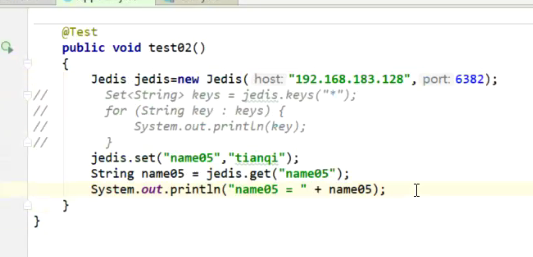 @Test
public void test02()
{
Jedis jedis=new Jedis( host: "192.168.183.128", port: 6382);
// Set<String> keys = jedis.keys("*");
// for (String key : keys) {
// System.out.println(key);
// }
jedis.set("name05","tianqi");
String name05 = jedis.get("name05");
System.out.println("name05 = " + name05);
}
}